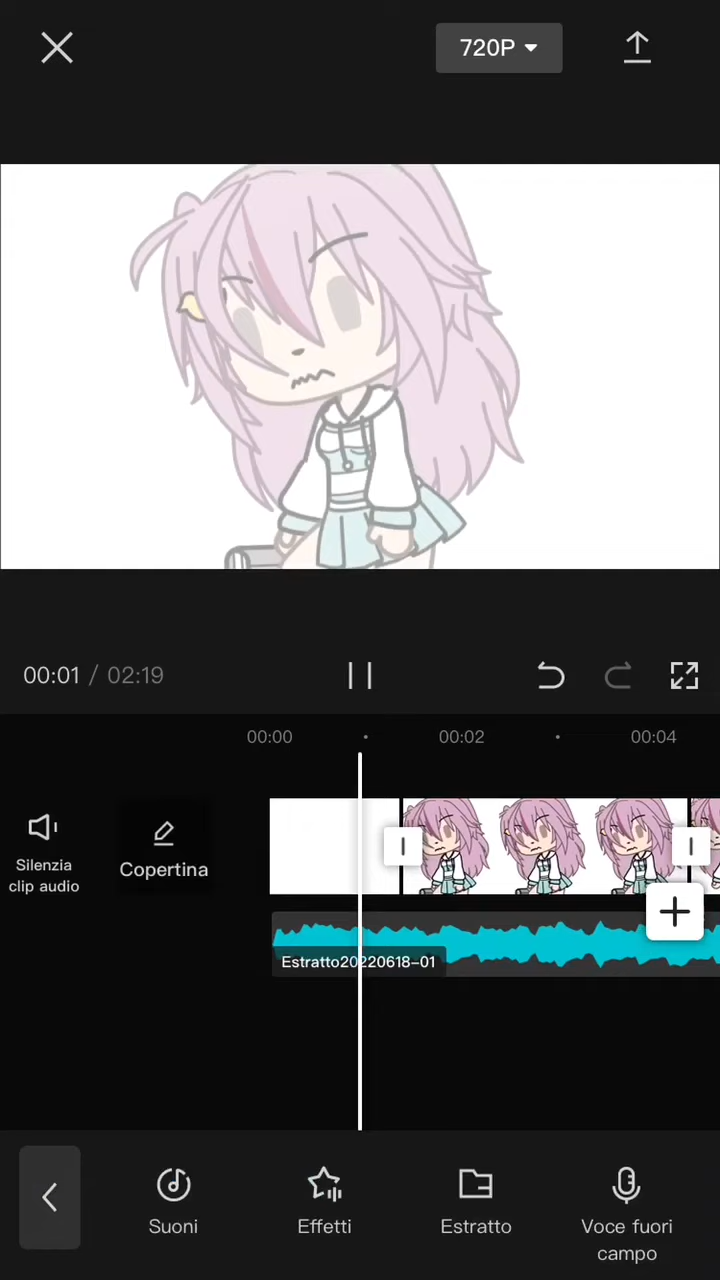 720P
00:01 / 02:19
00:00
00:02
00:04
Silenzia
clip audio
Copertina
Estratto20220618-01
Suoni
Effetti
Estratto
Voce fuori
campo